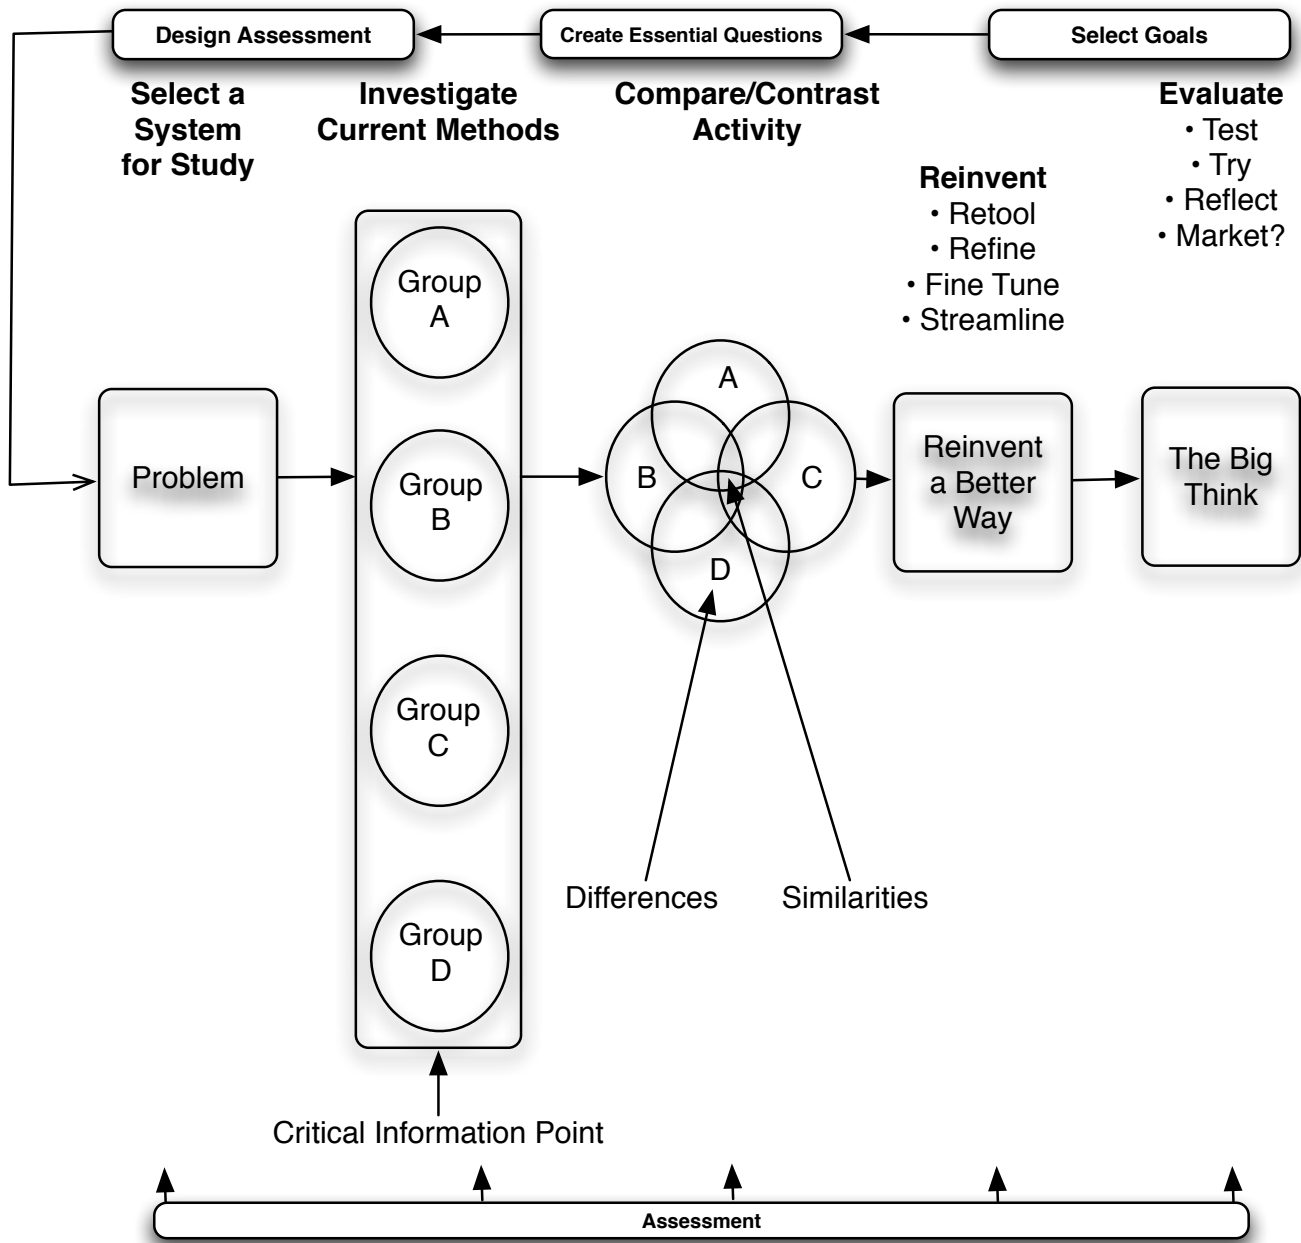 Design Assessment
Create Essential Questions
Select Goals
Select a
System
for Study
Investigate
Current Methods
Compare/Contrast
Activity
Evaluate
• Test
• Try
• Reflect
• Market?
Reinvent
• Retool
• Refine
• Fine Tune
• Streamline
Problem
Group
A
Group
B
Group
C
Group
D
A
B
C
D
Reinvent
a Better
Way
The Big
Think
Differences
Similarities
Critical Information Point
Assessment